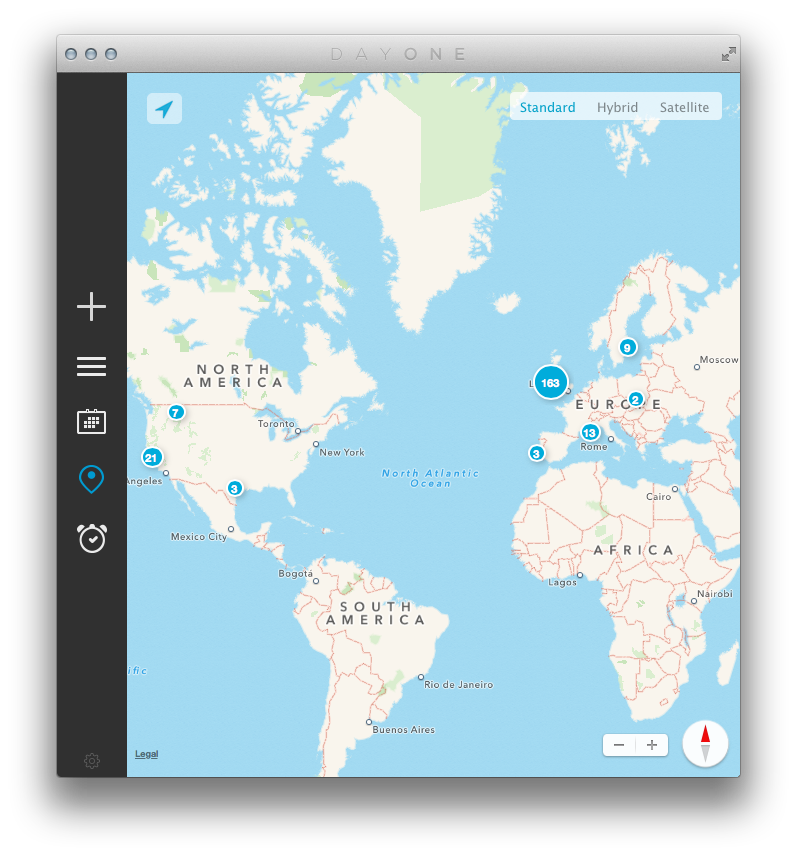 DAYONE
Standard Hybrid Satellite
9
Moscow
163
L
2
EUROPE
NORTH
AMERICA
7
Toronto
13
Rome
New York
3
21
Angeles
North Atlantic
Ocean
3
Cairo
Mexico City
AFRICA
Bogotá
Lagos
Nairobi
SOUTH
AMERICA
ific
Rio de Janeiro
Buenos Aires
Legal